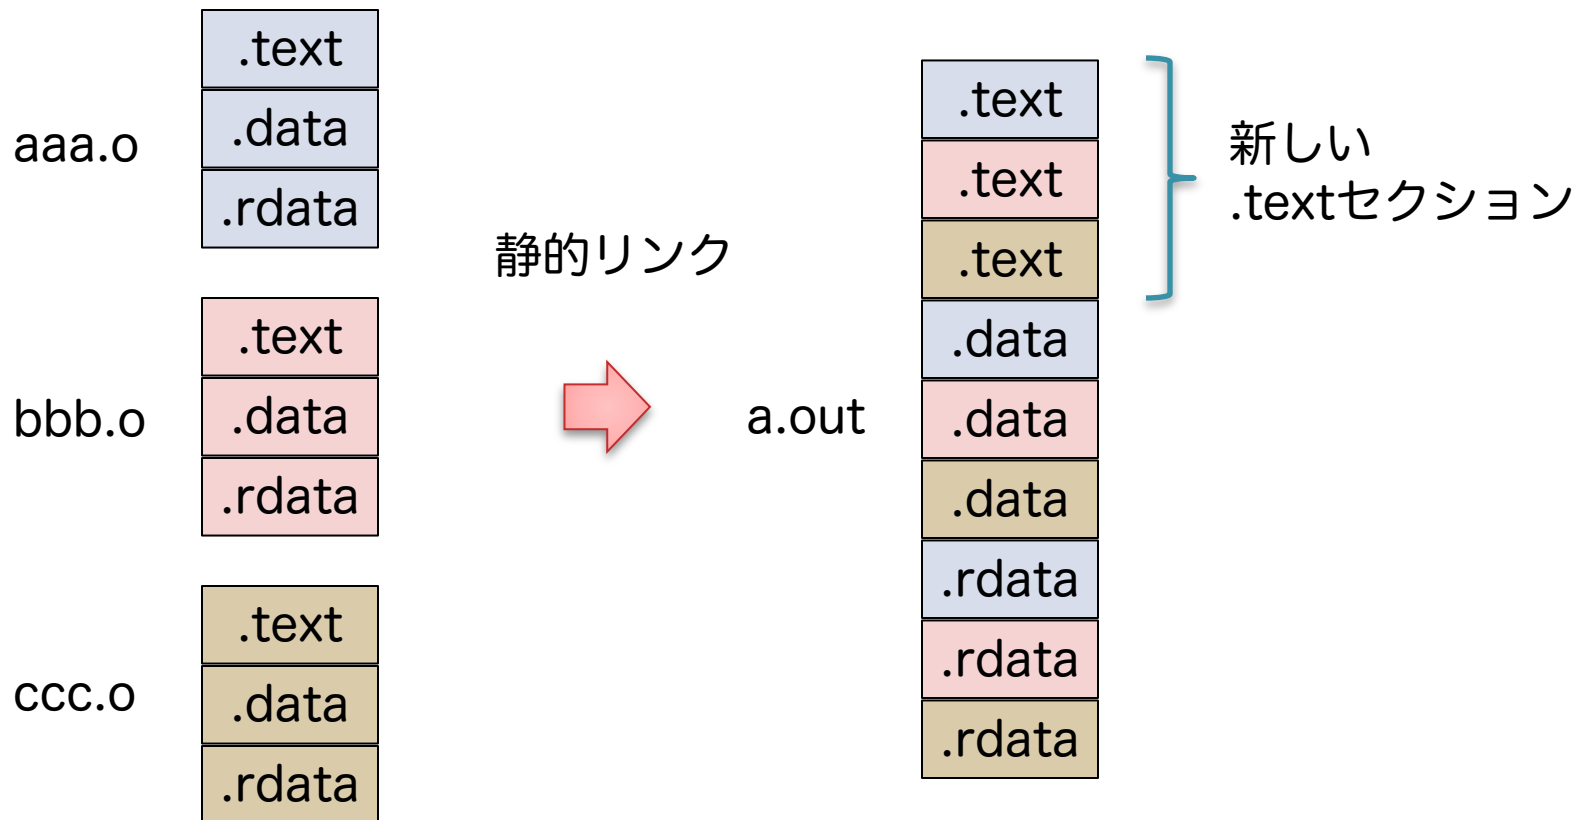 aaa.o
.text
.data
.rdata
bbb.o
.text
.data
.rdata
ccc.o
.text
.data
.rdata
静的リンク
a.out
.text
.text
.text
.data
.data
.data
.rdata
.rdata
.rdata
新しい
.textセクション